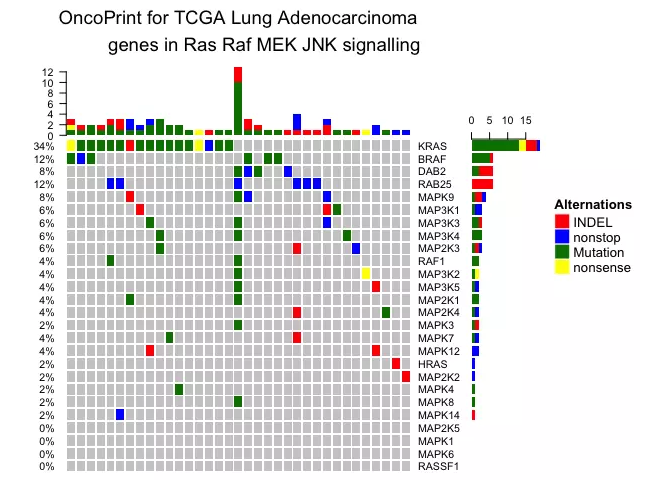 OncoPrint for TCGA Lung Adenocarcinoma
genes in Ras Raf MEK JNK signalling
12
10
8
6
4
2
0
0 5 10 15
34% KRAS
12% BRAF
8% DAB2
12% RAB25
8% MAPK9
6% MAP3K1
6% MAP3K3
6% MAP3K4
6% MAP2K3
4% RAF1
4% MAP3K2
4% MAP3K5
4% MAP2K1
4% MAP2K4
2% MAPK3
4% MAPK7
4% MAPK12
2% HRAS
2% MAP2K2
2% MAPK4
2% MAPK8
2% MAPK14
0% MAP2K5
0% MAPK1
0% MAPK6
0% RASSF1
Alternations
INDEL
nonstop
Mutation
nonsense